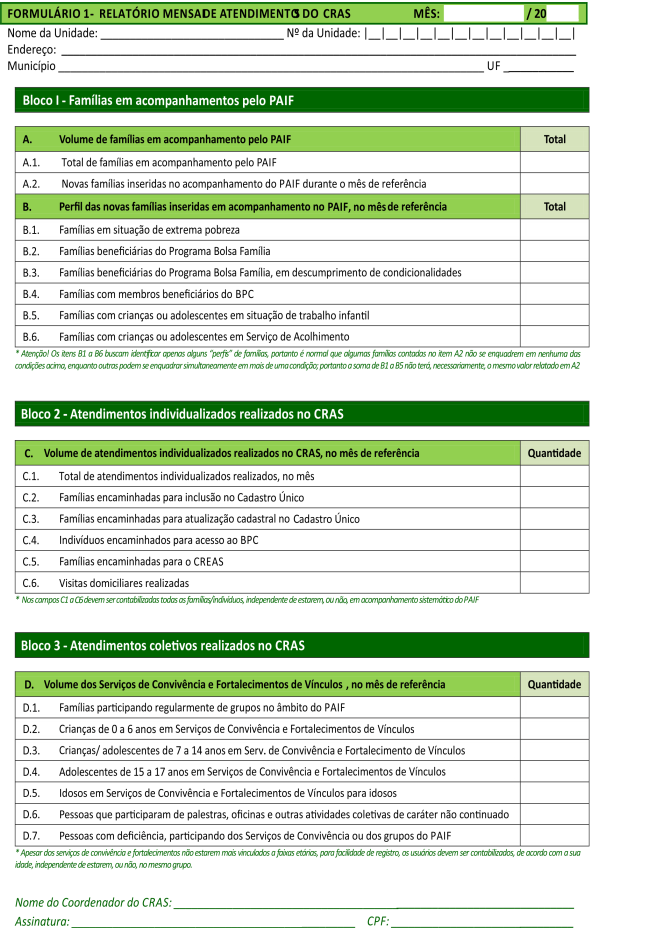 FORMULÁRIO 1- RELATÓRIO MENSAL DE ATENDIMENTOS DO CRAS MÊS: / 20
Nome da Unidade: ________________ Nº da Unidade: |__|__|__|__|__|__|__|__|__|__|__|
Endereço: ________________
Município ________________ UF ________
Bloco I - Famílias em acompanhamentos pelo PAIF
A. Volume de famílias em acompanhamento pelo PAIF Total
A.1. Total de famílias em acompanhamento pelo PAIF
A.2. Novas famílias inseridas no acompanhamento do PAIF durante o mês de referência
B. Perfil das novas famílias inseridas em acompanhamento no PAIF, no mês de referência Total
B.1. Famílias em situação de extrema pobreza
B.2. Famílias beneficiárias do Programa Bolsa Família
B.3. Famílias beneficiárias do Programa Bolsa Família, em descumprimento de condicionalidades
B.4. Famílias com membros beneficiários do BPC
B.5. Famílias com crianças ou adolescentes em situação de trabalho infantil
B.6. Famílias com crianças ou adolescentes em Serviço de Acolhimento
* Atenção! Os itens B1 a B6 buscam identificar apenas alguns "perfis" de famílias, portanto é normal que algumas famílias contadas no item A2 não se enquadrem em nenhuma das
condições acima, enquanto outras podem se enquadrar simultaneamente em mais de uma condição; portanto a soma de B1 a B5 não terá, necessariamente, o mesmo valor relatado em A2
Bloco 2 - Atendimentos individualizados realizados no CRAS
C. Volume de atendimentos individualizados realizados no CRAS, no mês de referência Quantidade
C.1. Total de atendimentos individualizados realizados, no mês
C.2. Famílias encaminhadas para inclusão no Cadastro Único
C.3. Famílias encaminhadas para atualização cadastral no Cadastro Único
C.4. Indivíduos encaminhados para acesso ao BPC
C.5. Famílias encaminhadas para o CREAS
C.6. Visitas domiciliares realizadas
* Nos campos C1 a C6 devem ser contabilizadas todas as famílias/indivíduos, independente de estarem, ou não, em acompanhamento sistemático do PAIF
Bloco 3 - Atendimentos coletivos realizados no CRAS
D. Volume dos Serviços de Convivência e Fortalecimentos de Vínculos , no mês de referência Quantidade
D.1. Famílias participando regularmente de grupos no âmbito do PAIF
D.2. Crianças de 0 a 6 anos em Serviços de Convivência e Fortalecimentos de Vínculos
D.3. Crianças/ adolescentes de 7 a 14 anos em Serv. de Convivência e Fortalecimento de Vínculos
D.4. Adolescentes de 15 a 17 anos em Serviços de Convivência e Fortalecimentos de Vínculos
D.5. Idosos em Serviços de Convivência e Fortalecimentos de Vínculos para idosos
D.6. Pessoas que participaram de palestras, oficinas e outras atividades coletivas de caráter não continuado
D.7. Pessoas com deficiência, participando dos Serviços de Convivência ou dos grupos do PAIF
* Apesar dos serviços de convivência e fortalecimentos não estarem mais vinculados a faixas etárias, para facilidade de registro, os usuários devem ser contabilizados, de acordo com a sua
idade, independente de estarem, ou não, no mesmo grupo.
Nome do Coordenador do CRAS: ________________
Assinatura: ________________ CPF: ________________